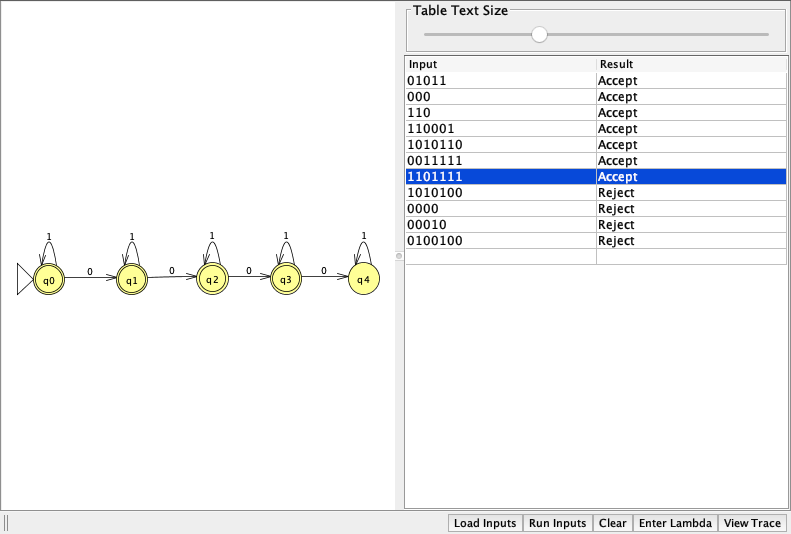 1 1 1 1 1
0 0 0 0
q0 q1 q2 q3 q4
Table Text Size
Input Result
01011 Accept
000 Accept
110 Accept
110001 Accept
1010110 Accept
0011111 Accept
1101111 Accept
1010100 Reject
0000 Reject
00010 Reject
0100100 Reject
Load Inputs Run Inputs Clear Enter Lambda View Trace